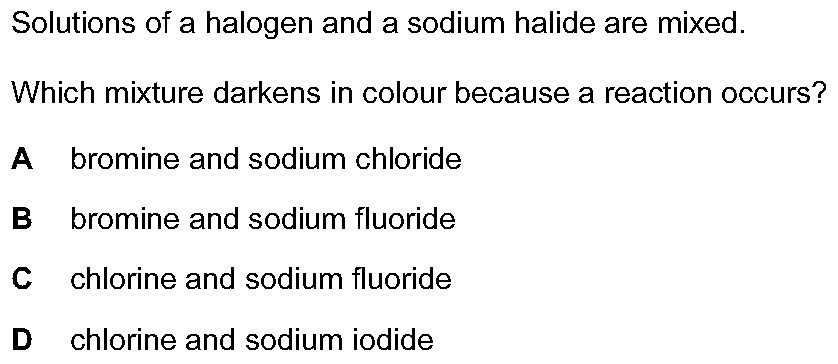 Solutions of a halogen and a sodium halide are mixed.
Which mixture darkens in colour because a reaction occurs?
A bromine and sodium chloride
B bromine and sodium fluoride
C chlorine and sodium fluoride
D chlorine and sodium iodide